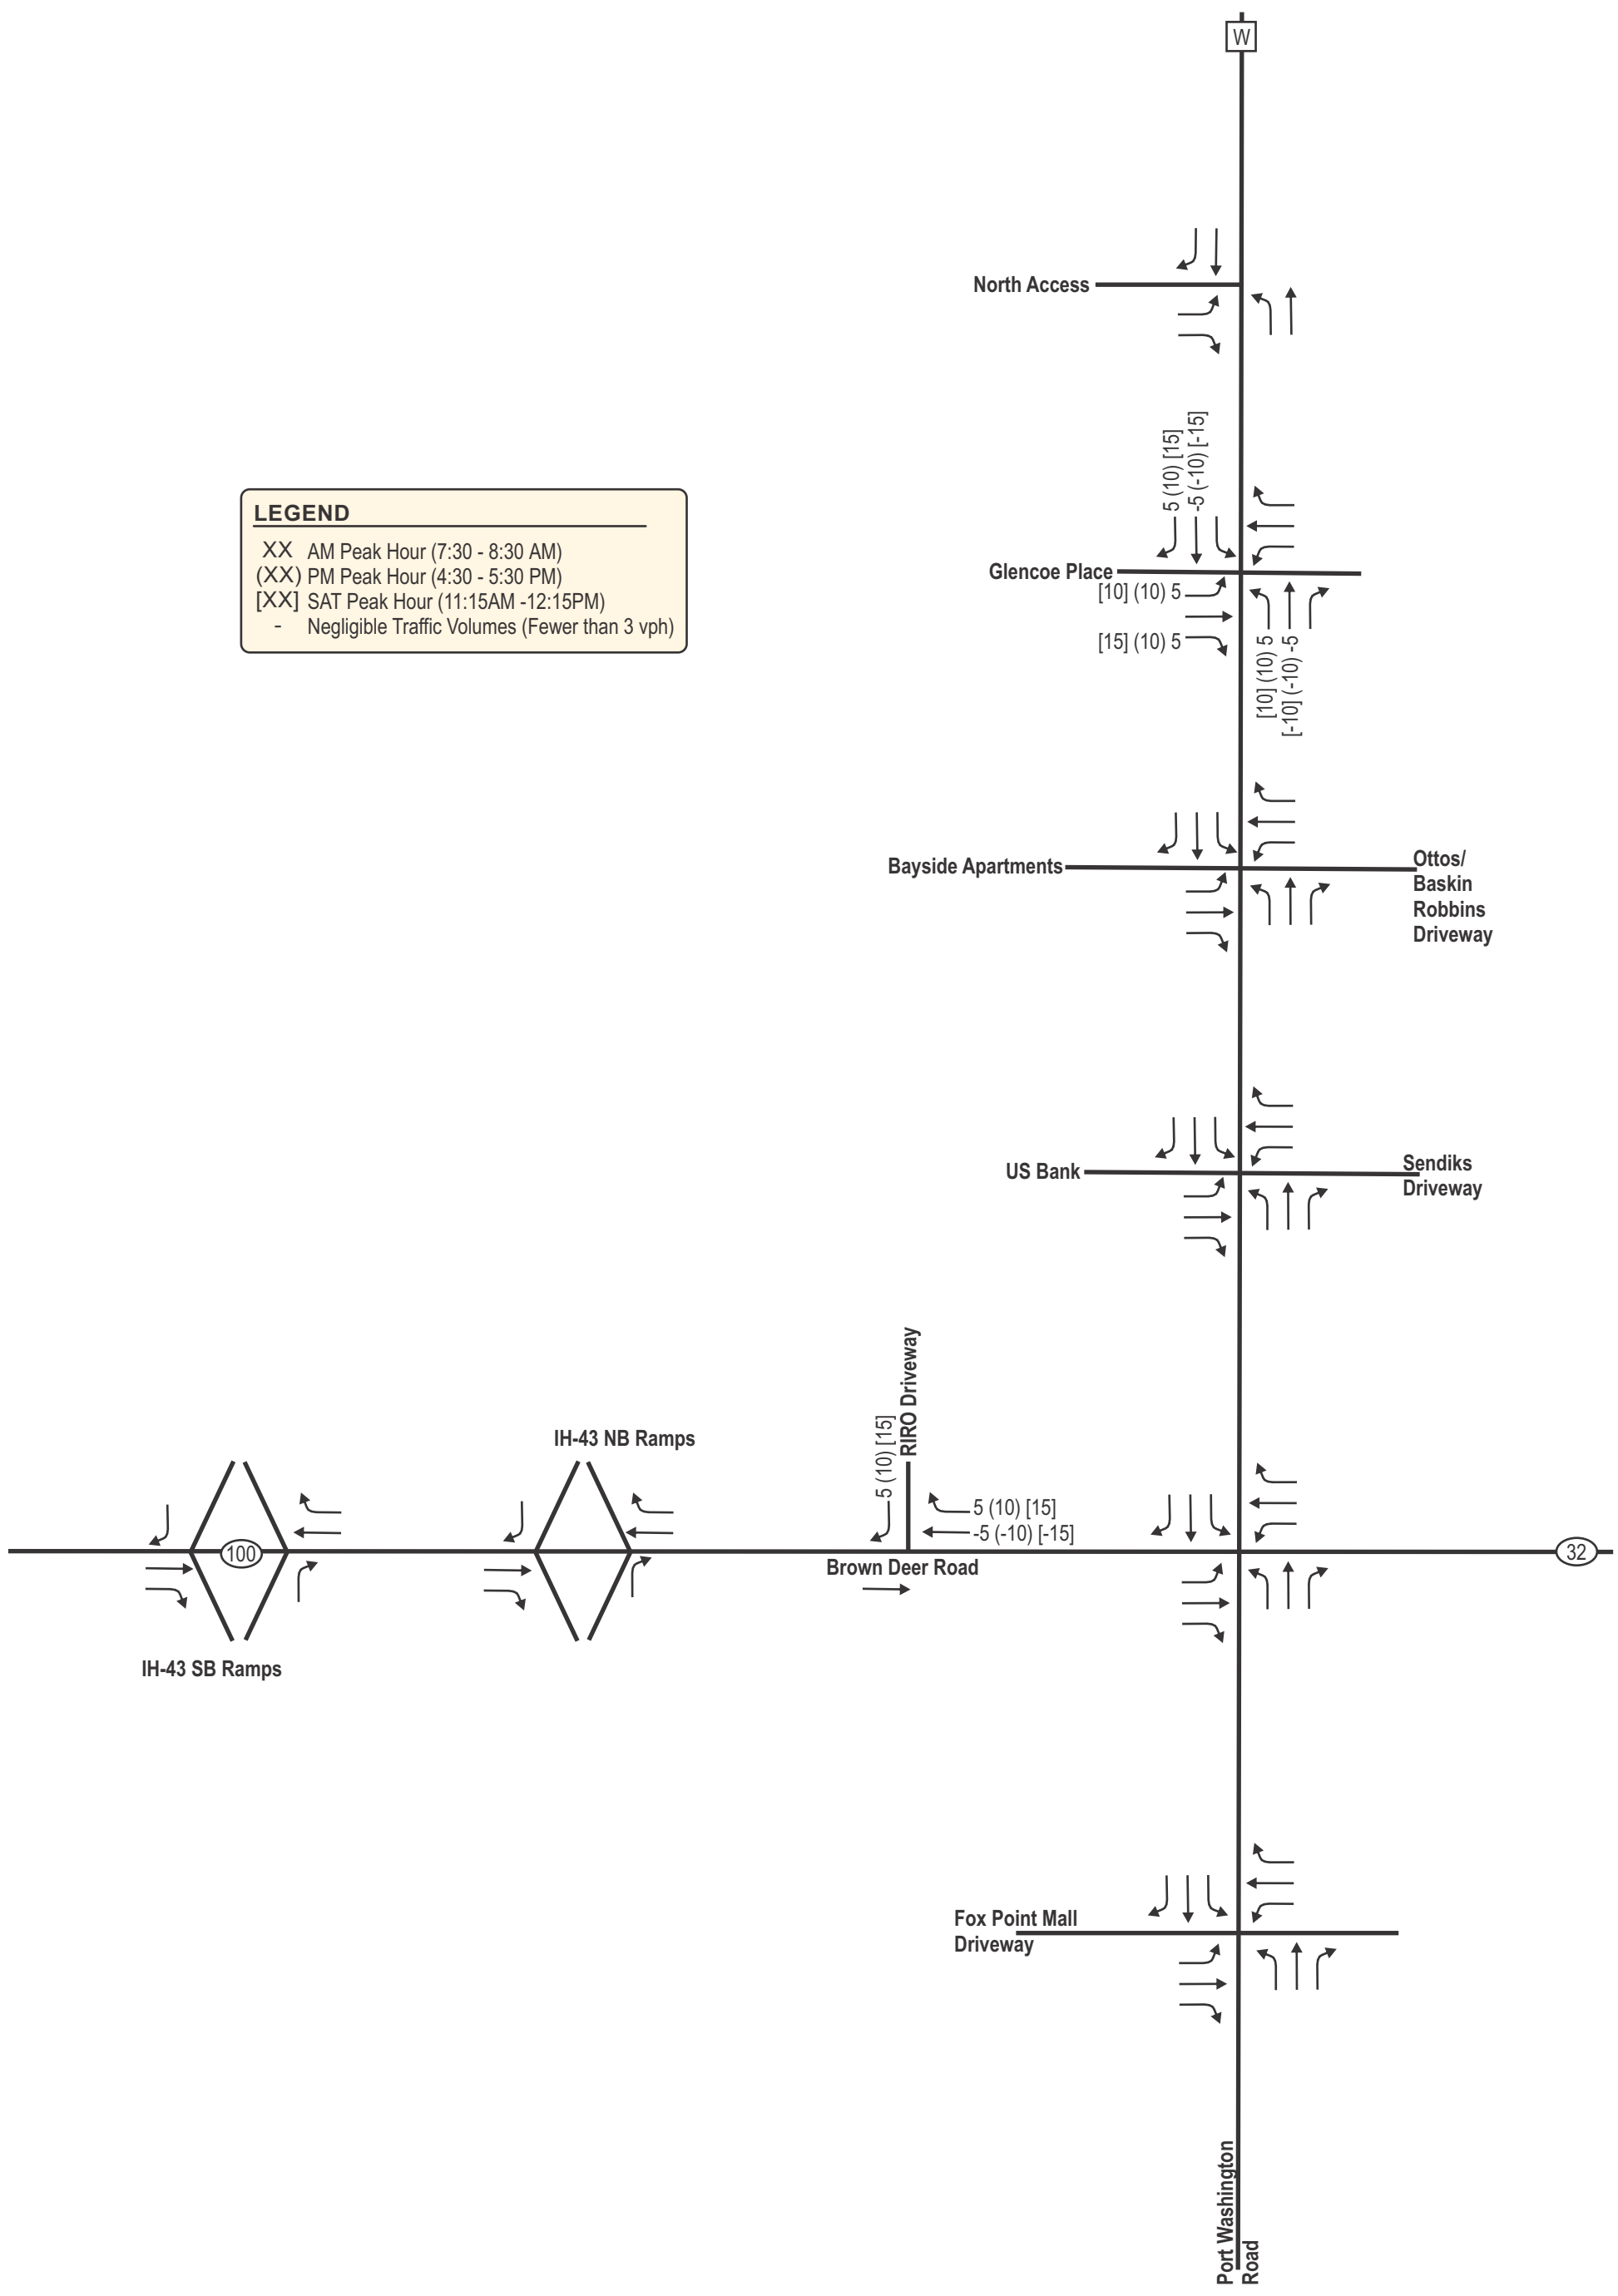 W
North Access
5 (10) [15]
-5 (-10) [-15]
LEGEND
XX AM Peak Hour (7:30 - 8:30 AM)
(XX) PM Peak Hour (4:30 - 5:30 PM)
[XX] SAT Peak Hour (11:15AM -12:15PM)
- Negligible Traffic Volumes (Fewer than 3 vph)
Glencoe Place
[10] (10) 5
[15] (10) 5
[10] (10) 5
[-10] (-10) -5
Bayside Apartments
Ottos/
Baskin
Robbins
Driveway
US Bank
Sendiks
Driveway
RIRO Driveway
5 (10) [15]
IH-43 NB Ramps
5 (10) [15]
-5 (-10) [-15]
100
Brown Deer Road
32
IH-43 SB Ramps
Fox Point Mall
Driveway
Port Washington
Road